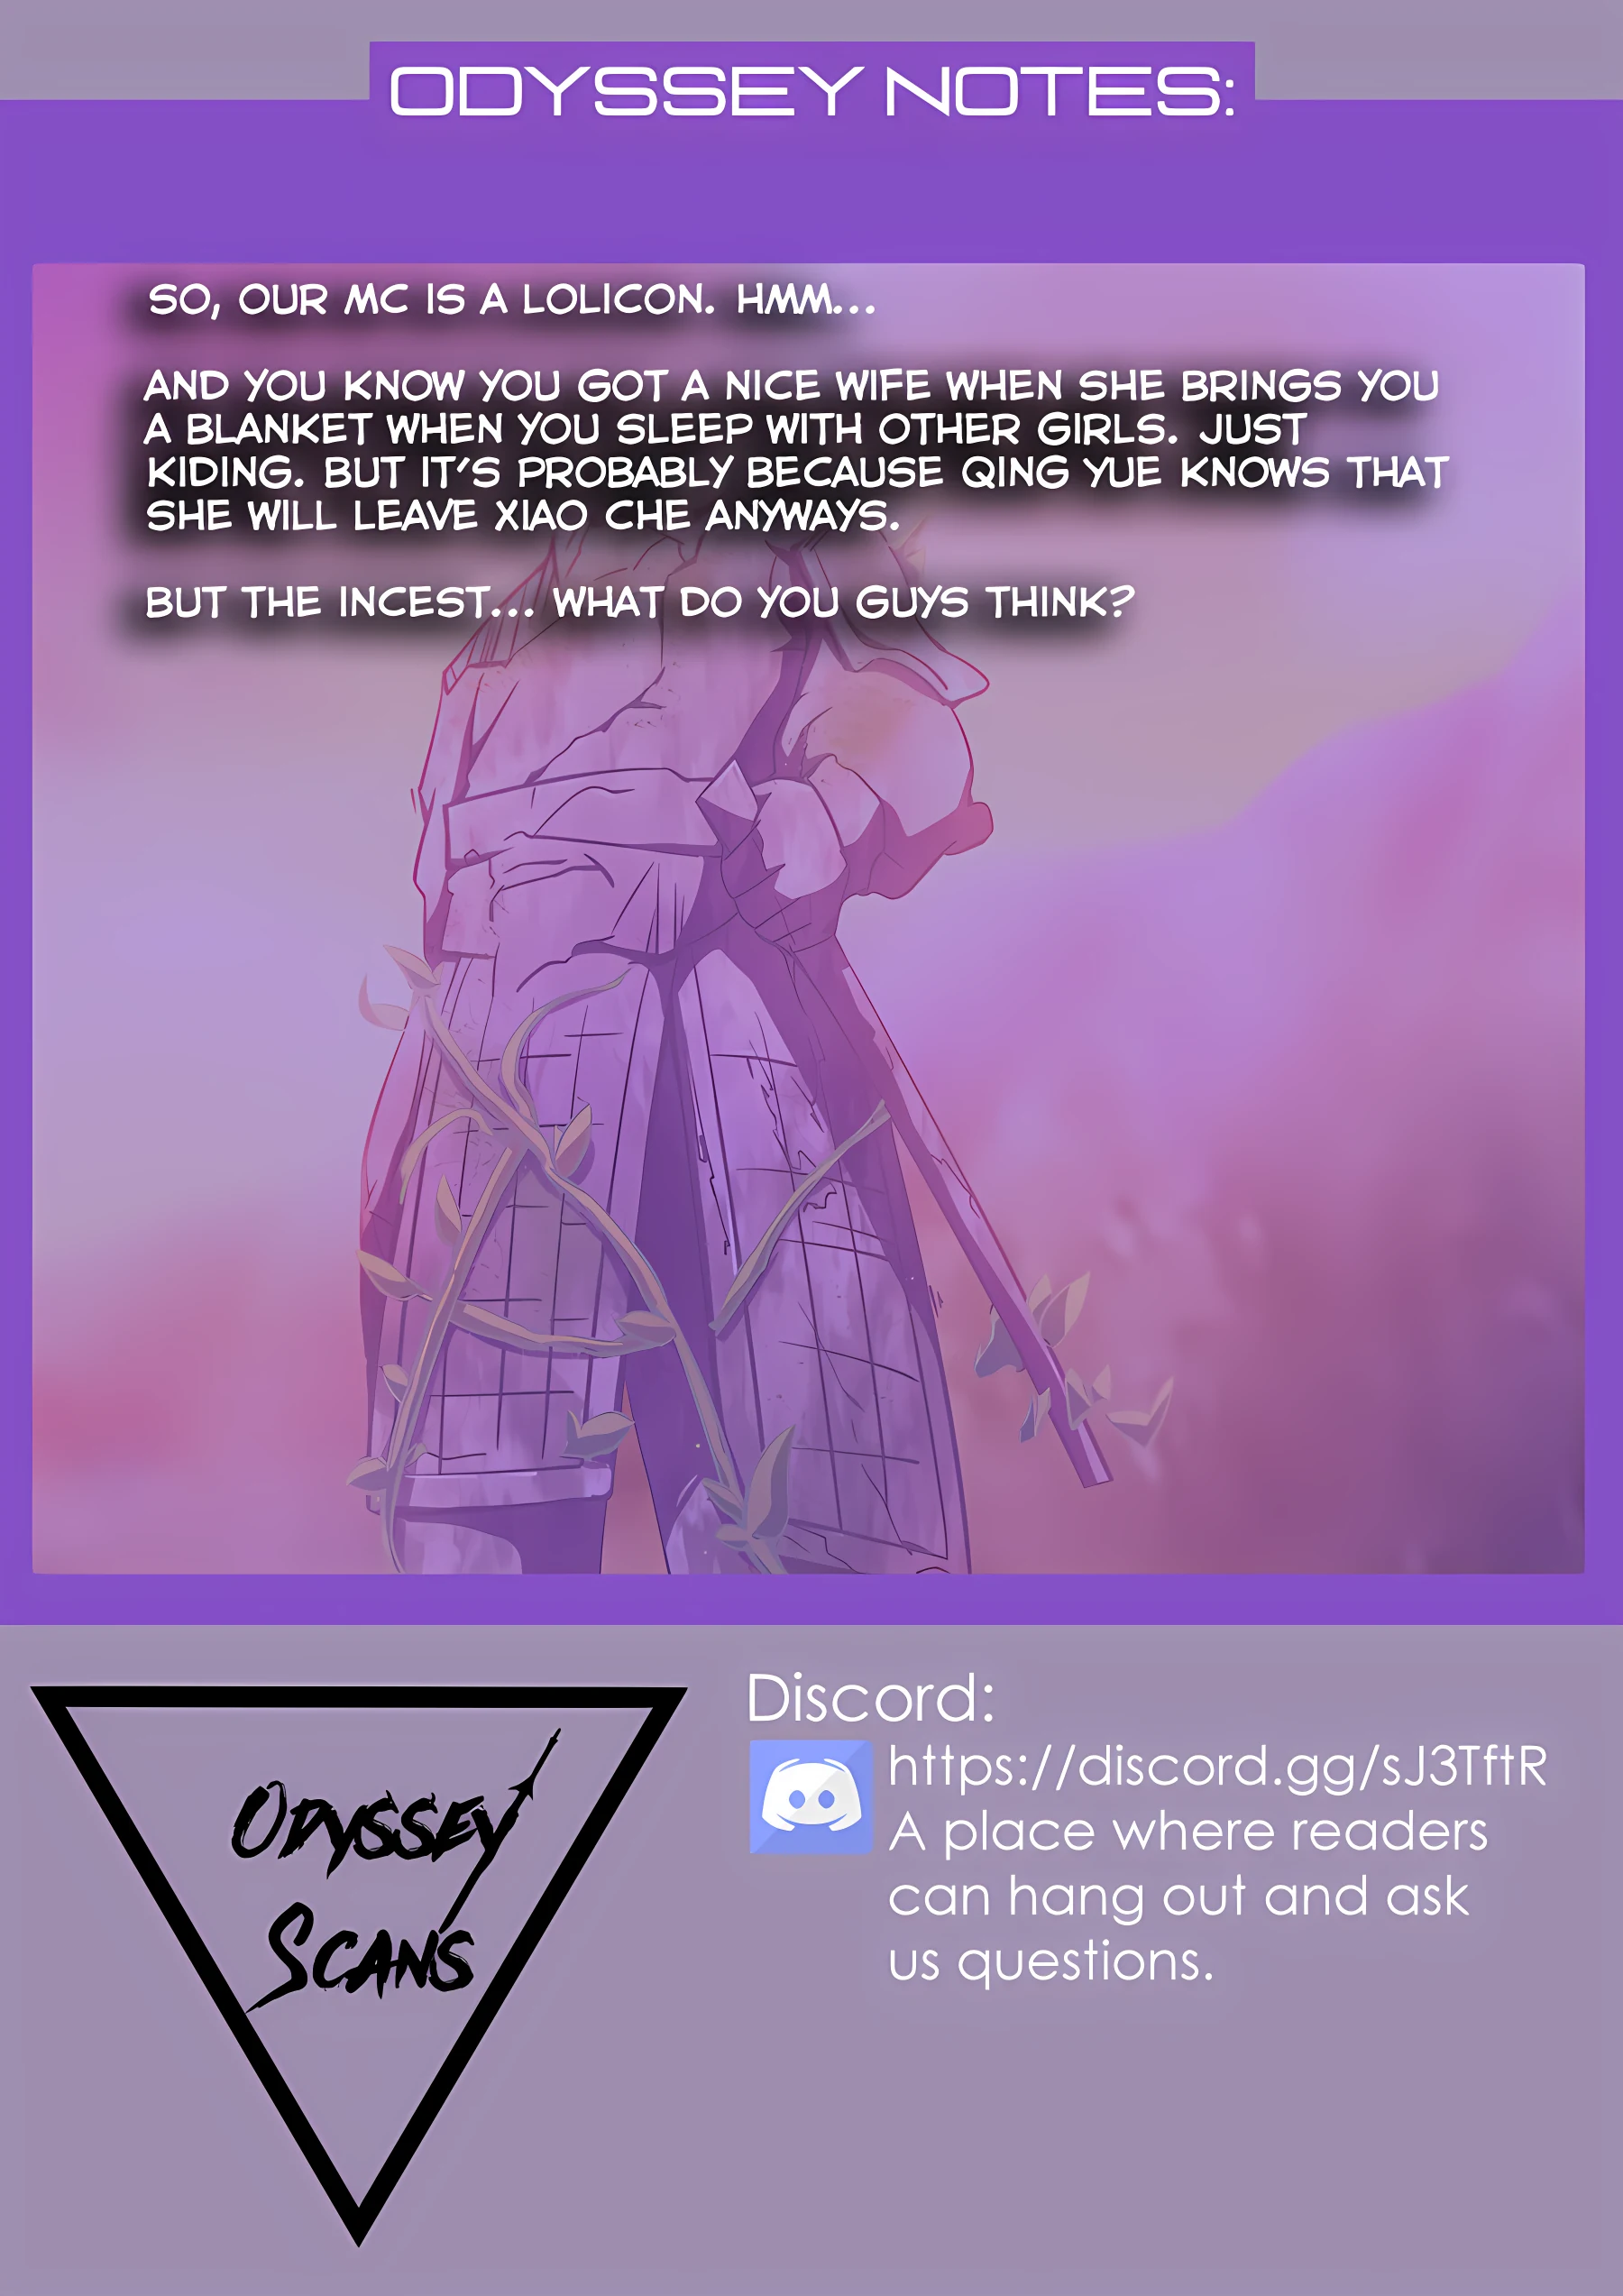 ODYSSEY NOTES:
SO, OUR MC IS A LOLICON. HMM...
AND YOU KNOW YOU GOT A NICE WIFE WHEN SHE BRINGS YOU
A BLANKET WHEN YOU SLEEP WITH OTHER GIRLS. JUST
KIDING. BUT IT'S PROBABLY BECAUSE QING YUE KNOWS THAT
SHE WILL LEAVE XIAO CHE ANYWAYS.
BUT THE INCEST... WHAT DO YOU GUYS THINK?
ODYSSEY
SCANS
Discord:
https://discord.gg/sJ3TftR
A place where readers
can hang out and ask
us questions.